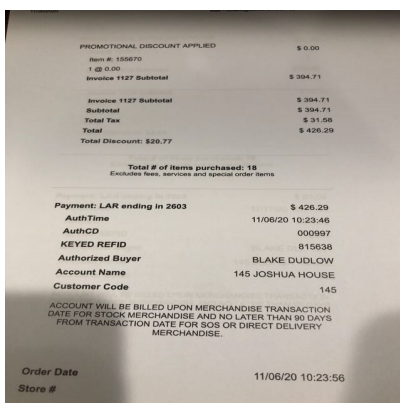 PROMOTIONAL DISCOUNT APPLIED $ 0.00
Item #: 155670
1 @ 0.00
Invoice 1127 Subtotal $ 394.71
Invoice 1127 Subtotal $ 394.71
Subtotal $ 394.71
Total Tax $ 31.58
Total $ 426.29
Total Discount: $20.77
Total # of items purchased: 18
Excludes fees, services and special order items
Payment: LAR ending in 2603 $ 426.29
AuthTime 11/06/20 10:23:46
AuthCD 000997
KEYED REFID 815638
Authorized Buyer BLAKE DUDLOW
Account Name 145 JOSHUA HOUSE
Customer Code 145
ACCOUNT WILL BE BILLED UPON MERCHANDISE TRANSACTION
DATE FOR STOCK MERCHANDISE AND NO LATER THAN 90 DAYS
FROM TRANSACTION DATE FOR SOS OR DIRECT DELIVERY
MERCHANDISE.
Order Date 11/06/20 10:23:56
Store #